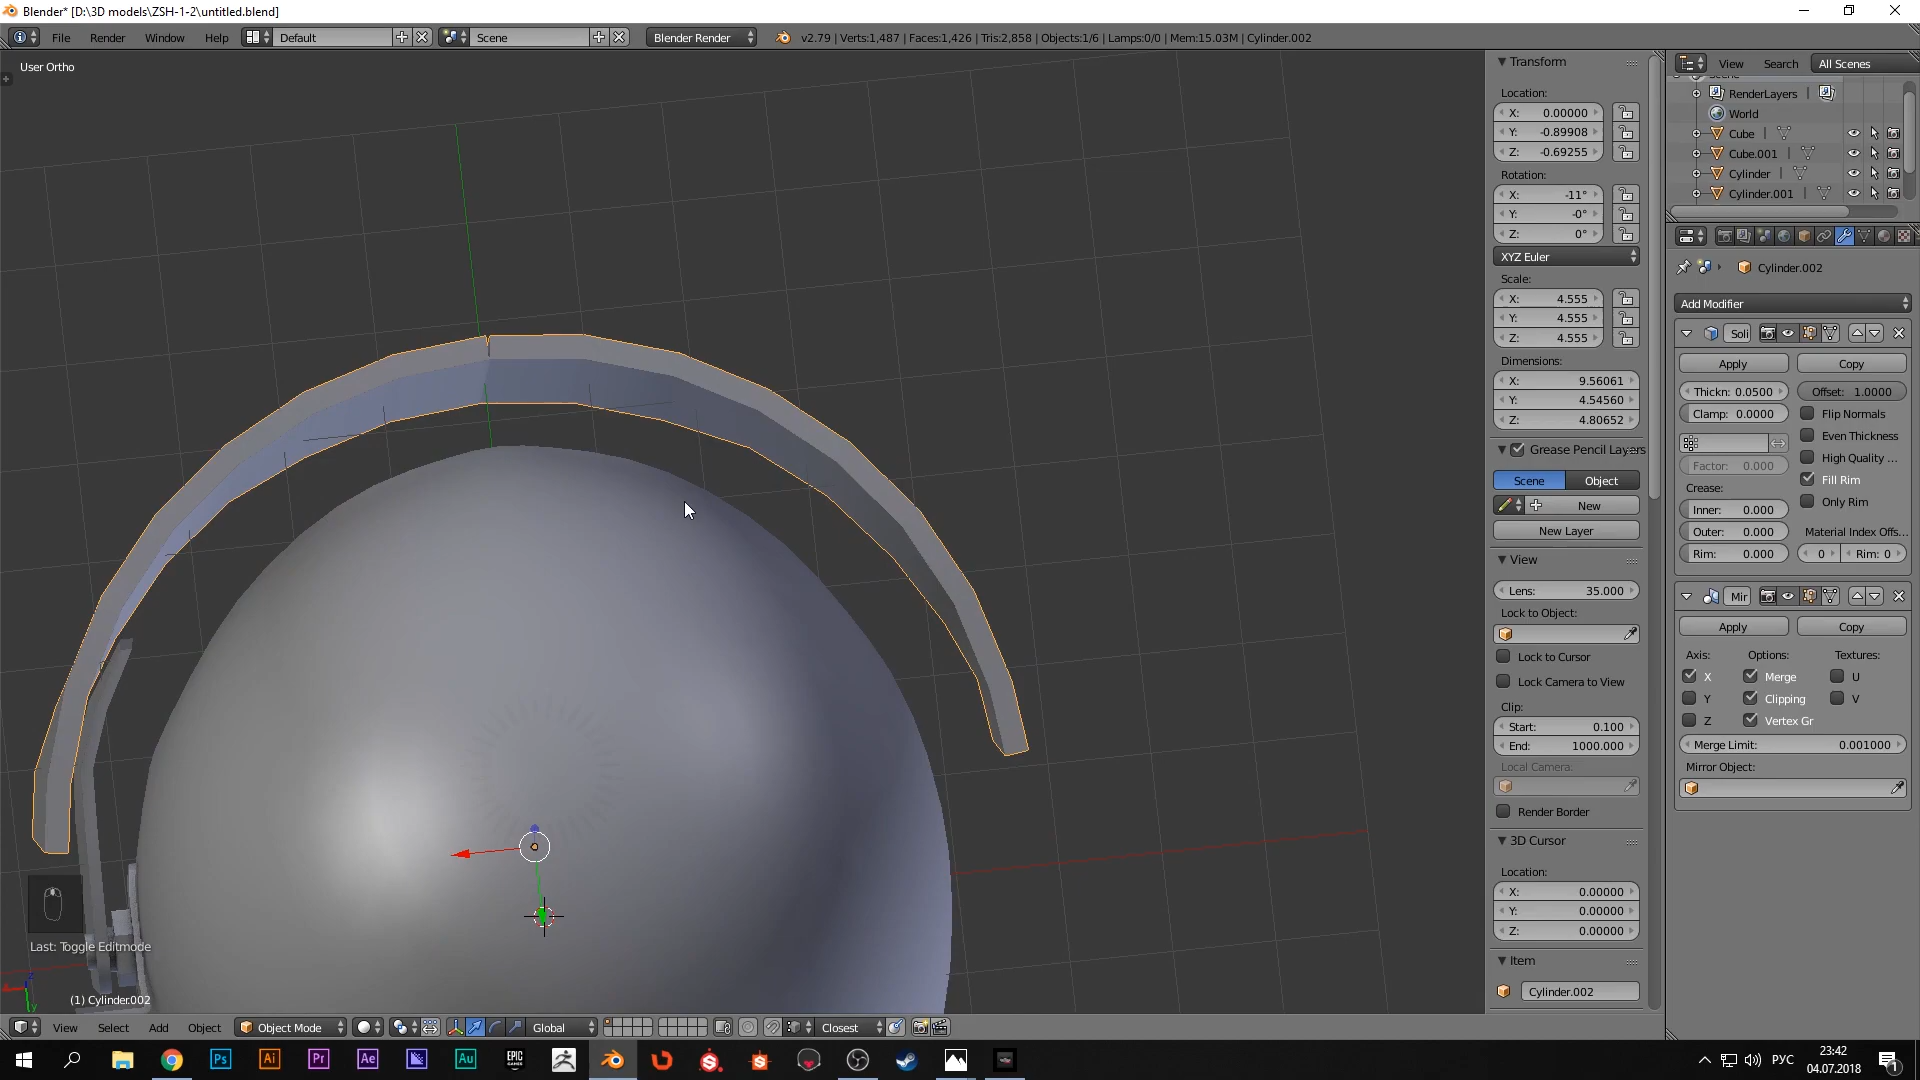 Blender* [D:\3D models\ZSH-1-2\untitled.blend]
File Render Window Help Default Scene Blender Render v2.79 | Verts:1,487 | Faces:1,426 | Tris:2,858 | Objects:1/6 | Lamps:0/0 | Mem:15.03M | Cylinder.002
User Ortho
Last: Toggle Editmode
(1) Cylinder.002
Transform
Location:
X: 0.00000
Y: -0.89908
Z: -0.69255
Rotation:
X: -11°
Y: -0°
Z: 0°
XYZ Euler
Scale:
X: 4.555
Y: 4.555
Z: 4.555
Dimensions:
X: 9.56061
Y: 4.54560
Z: 4.80652
Grease Pencil Layers
Scene Object
New
New Layer
View
Lens: 35.000
Lock to Object:
Lock to Cursor
Lock Camera to View
Clip:
Start: 0.100
End: 1000.000
Local Camera:
Render Border
3D Cursor
Location:
X: 0.00000
Y: 0.00000
Z: 0.00000
Item
Cylinder.002
View Search All Scenes
RenderLayers
World
Cube
Cube.001
Cylinder
Cylinder.001
Cylinder.002
Add Modifier
Soli
Apply Copy
Thickn: 0.0500 Offset: 1.0000
Clamp: 0.0000 Flip Normals
Even Thickness
High Quality ...
Factor: 0.000
Fill Rim
Crease:
Only Rim
Inner: 0.000
Outer: 0.000 Material Index Offs...
Rim: 0.000 0 Rim: 0
Mir
Apply Copy
Axis: Options: Textures:
X Merge U
Y Clipping V
Z Vertex Gr
Merge Limit: 0.001000
Mirror Object:
View Select Add Object Object Mode Global Closest
Ps Ai Pr Ae Au EPIC GAMES РУС 23:42
04.07.2018
1